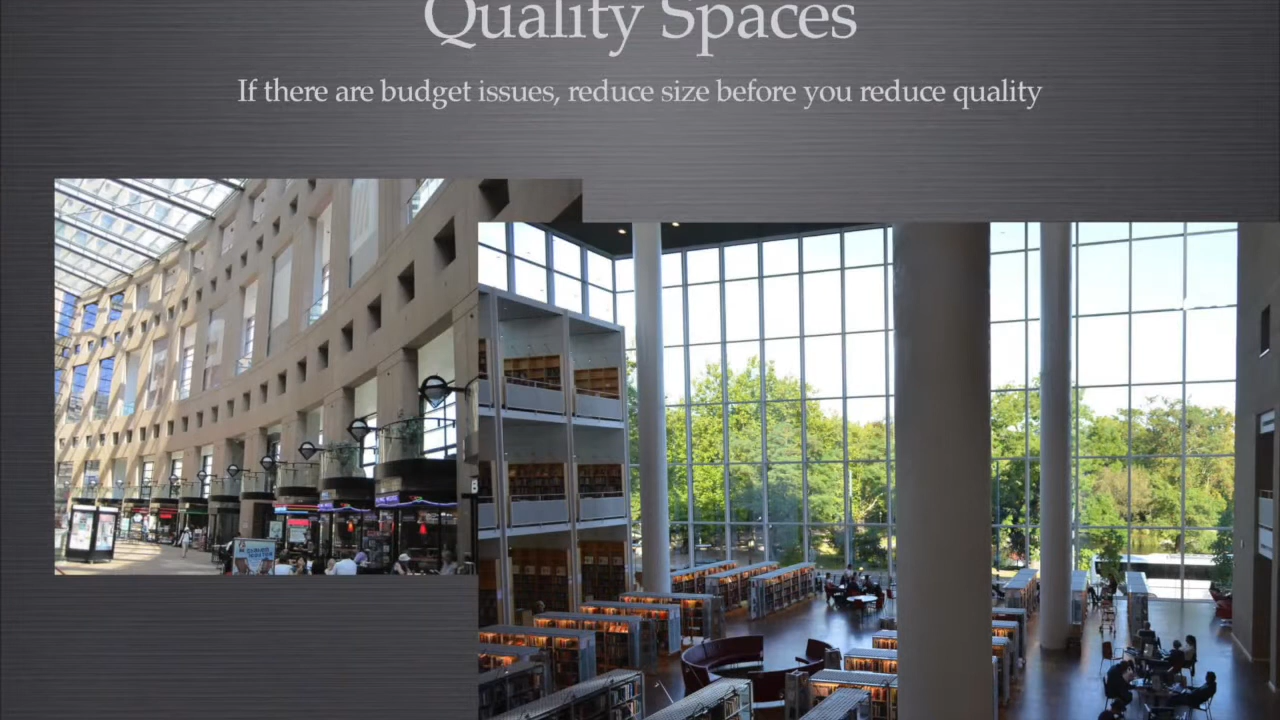 Quality Spaces
If there are budget issues, reduce size before you reduce quality